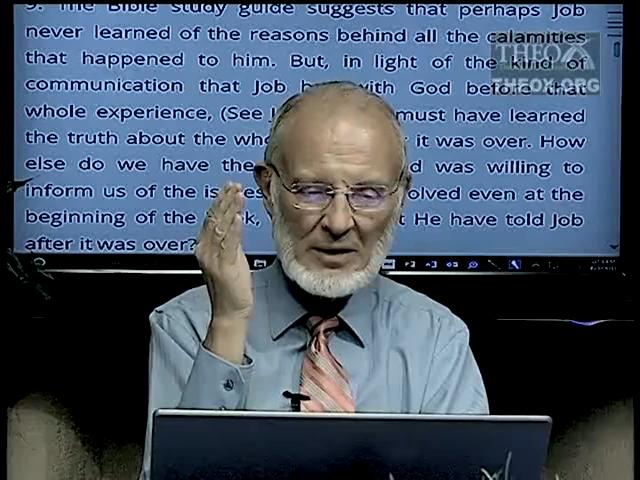 9. The Bible study guide suggests that perhaps Job
never learned of the reasons behind all the calamities
that happened to him. But, in light of the kind of
communication that Job had with God before that
whole experience, (See J must have learned
the truth about the who it was over. How
else do we have the d was willing to
inform us of the is es olved even at the
beginning of the k, t He have told Job
after it was over?
THEOX
THEOX.ORG